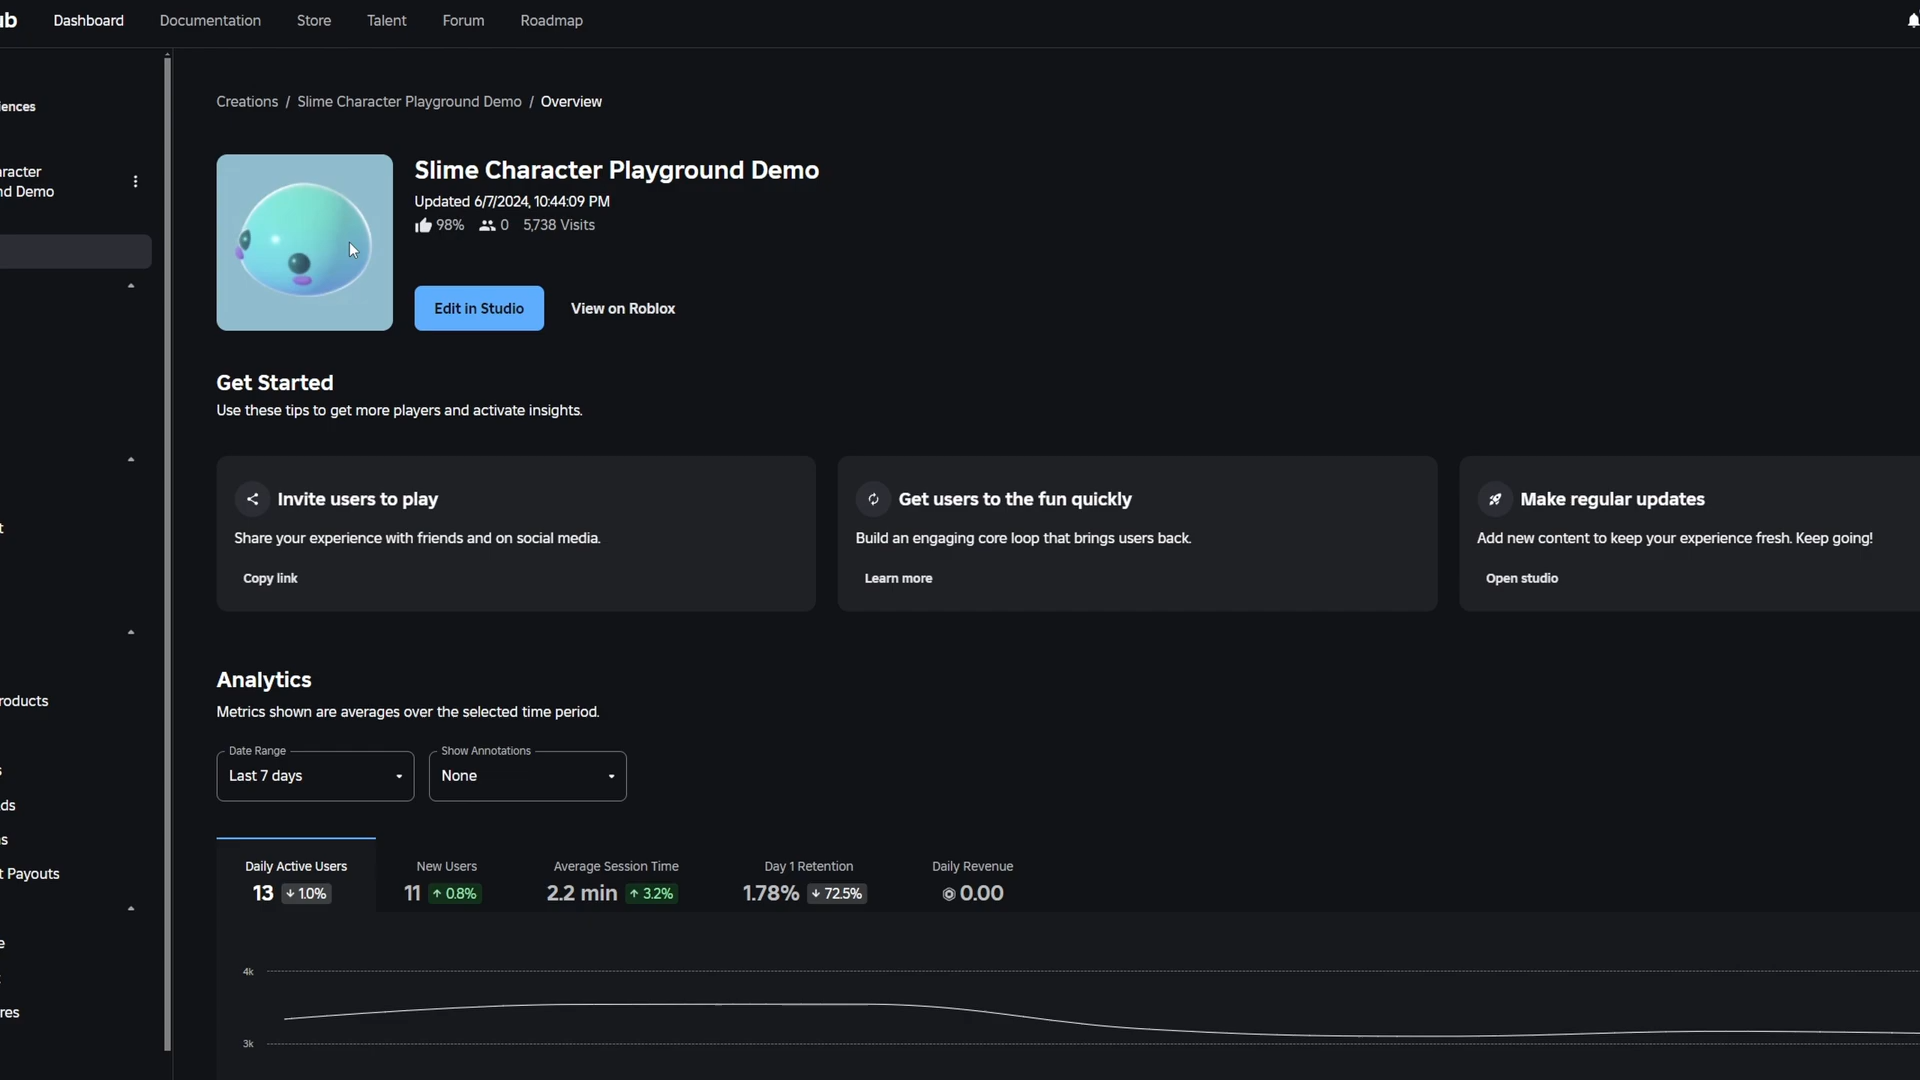 ub
Dashboard
Documentation
Store
Talent
Forum
Roadmap
iences
aracter
nd Demo
t
roducts
s
ds
s
t Payouts
e
t
res
Creations / Slime Character Playground Demo / Overview
Slime Character Playground Demo
Updated 6/7/2024, 10:44:09 PM
98% 0 5,738 Visits
Edit in Studio
View on Roblox
Get Started
Use these tips to get more players and activate insights.
Invite users to play
Share your experience with friends and on social media.
Copy link
Get users to the fun quickly
Build an engaging core loop that brings users back.
Learn more
Make regular updates
Add new content to keep your experience fresh. Keep going!
Open studio
Analytics
Metrics shown are averages over the selected time period.
Date Range
Last 7 days
Show Annotations
None
Daily Active Users
13 ↓ 1.0%
New Users
11 ↑ 0.8%
Average Session Time
2.2 min ↑ 3.2%
Day 1 Retention
1.78% ↓ 72.5%
Daily Revenue
0.00
4k
3k